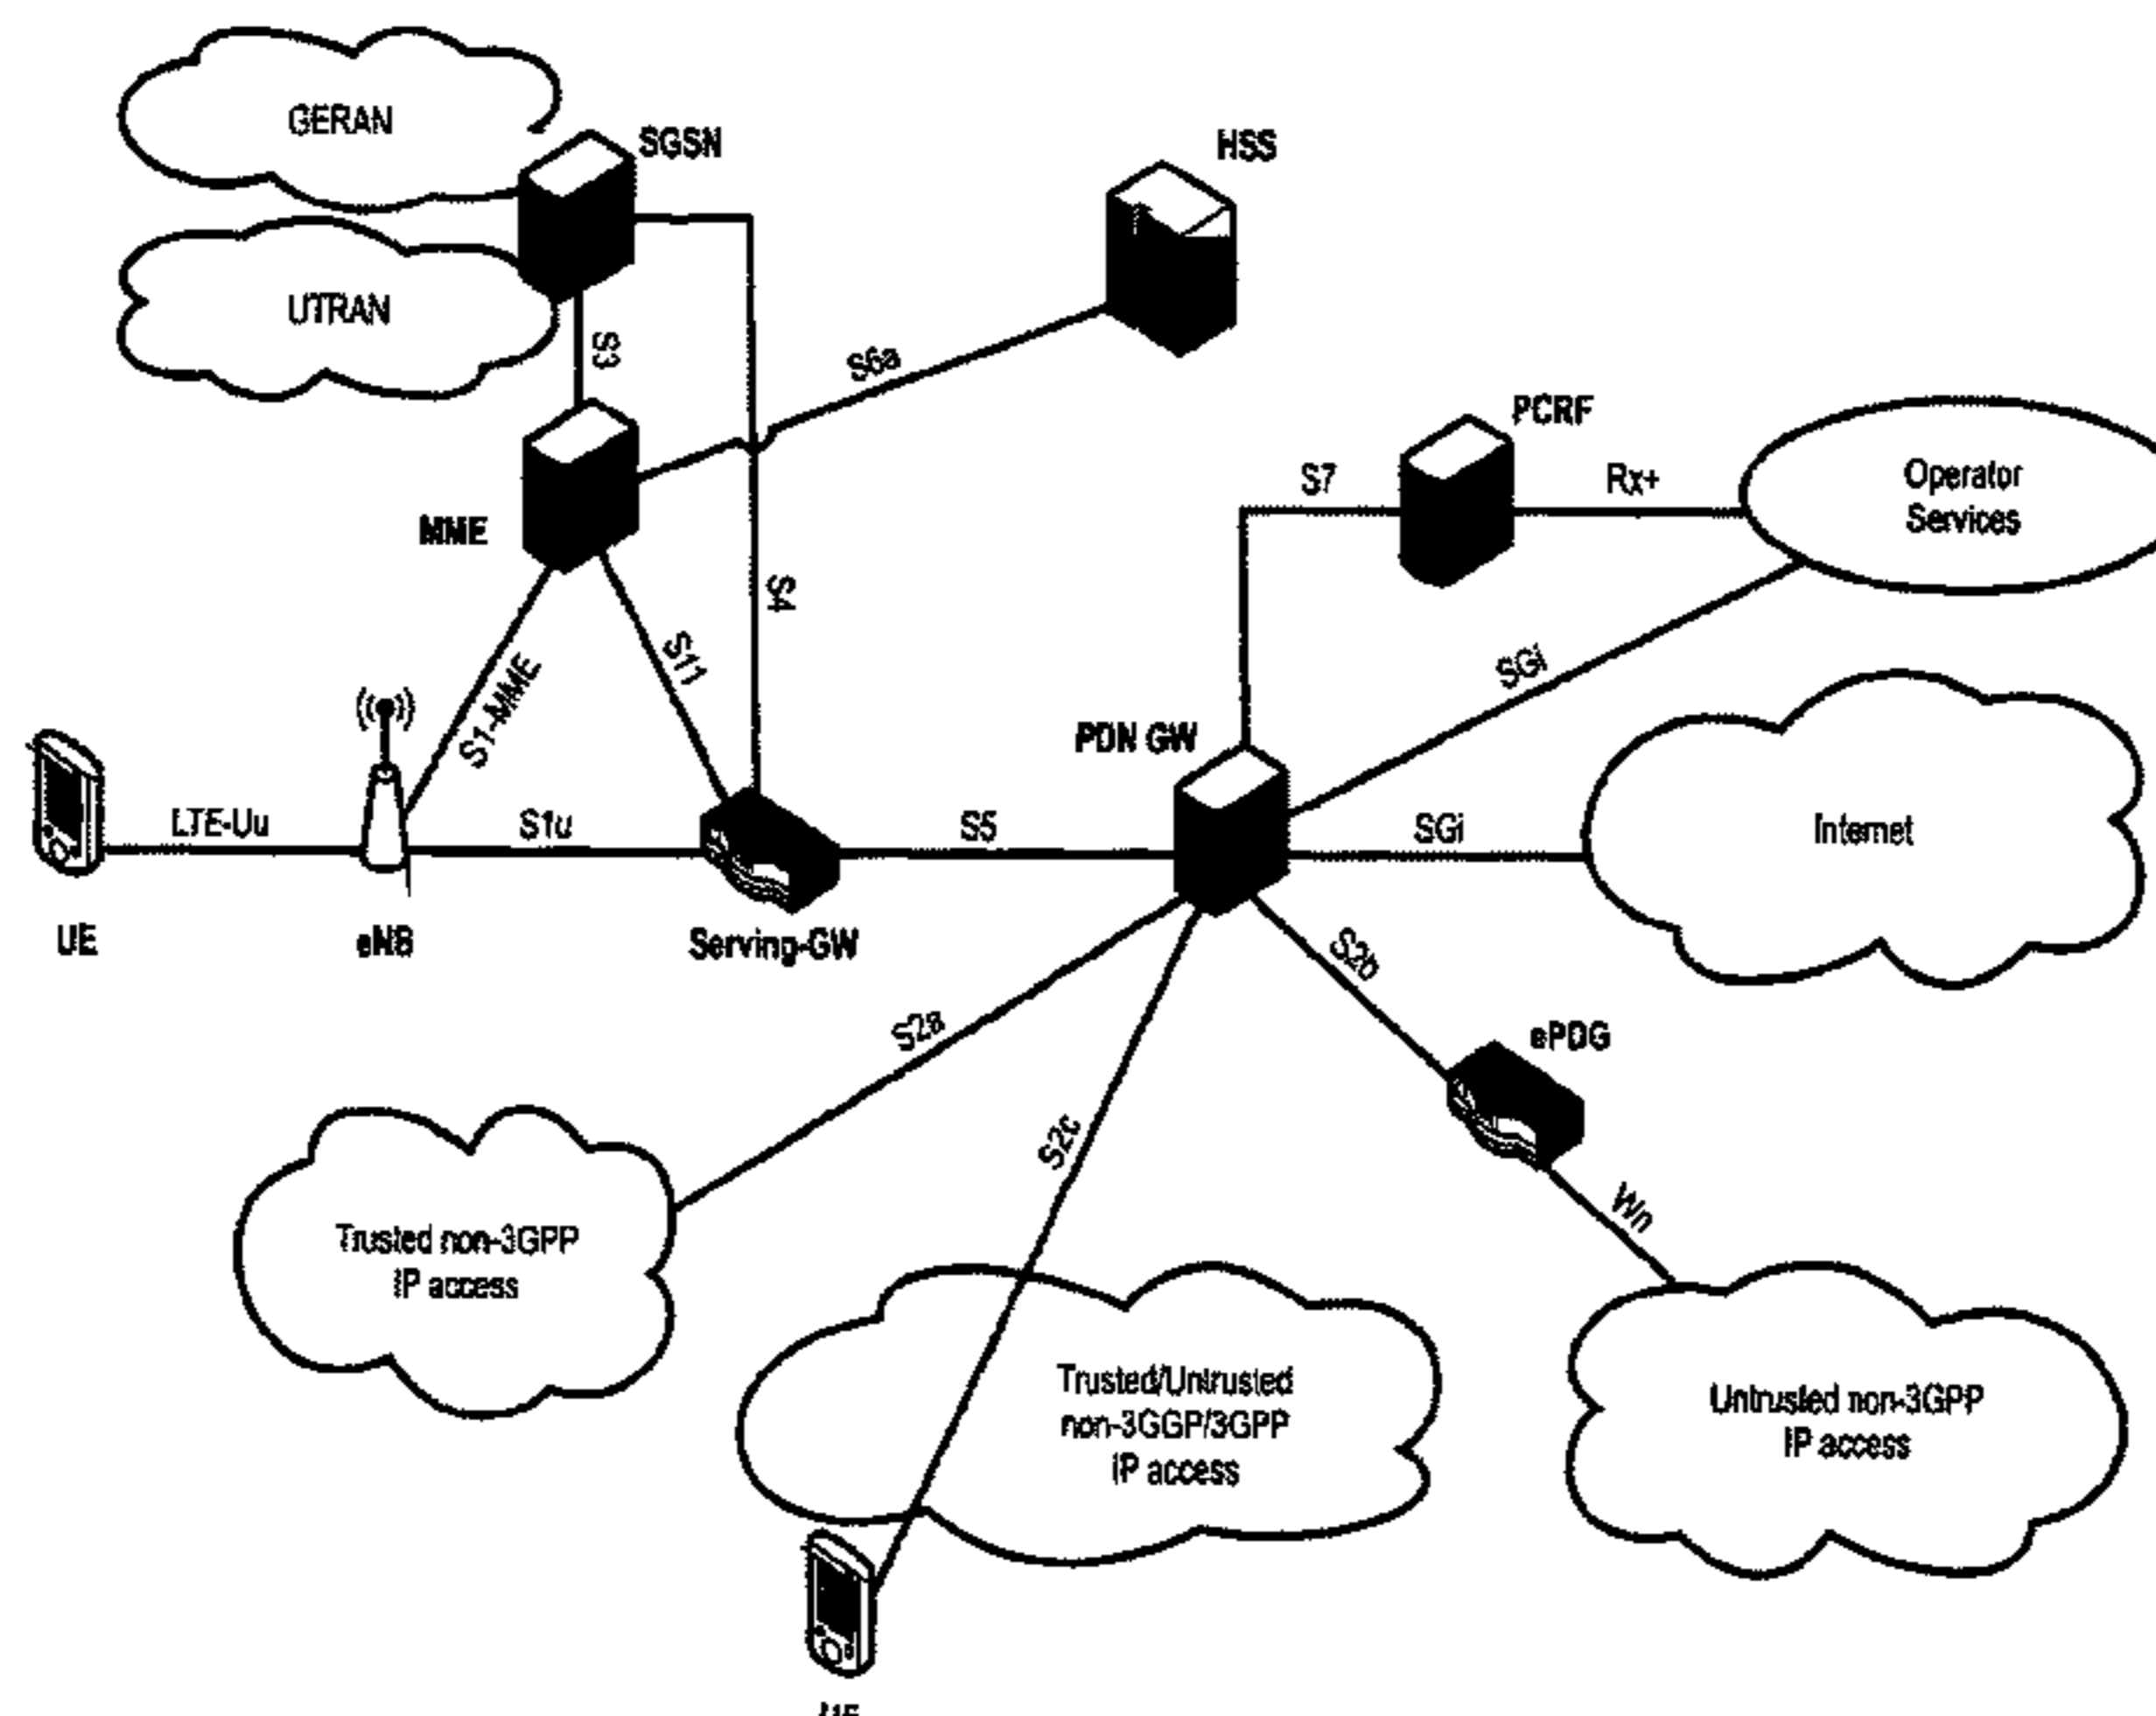 GERAN
SGSN
HSS
UTRAN
S3
S6a
PCRF
Operator
Services
S7
Rx+
MME
S4
S11
S1-MME
SGi
PDN GW
LTE-Uu
S1u
S5
SGi
Internet
UE
eNB
Serving-GW
S2b
S2a
ePDG
S2c
Wn
Trusted non-3GPP
IP access
Trusted/Untrusted
non-3GGP/3GPP
IP access
Untrusted non-3GPP
IP access